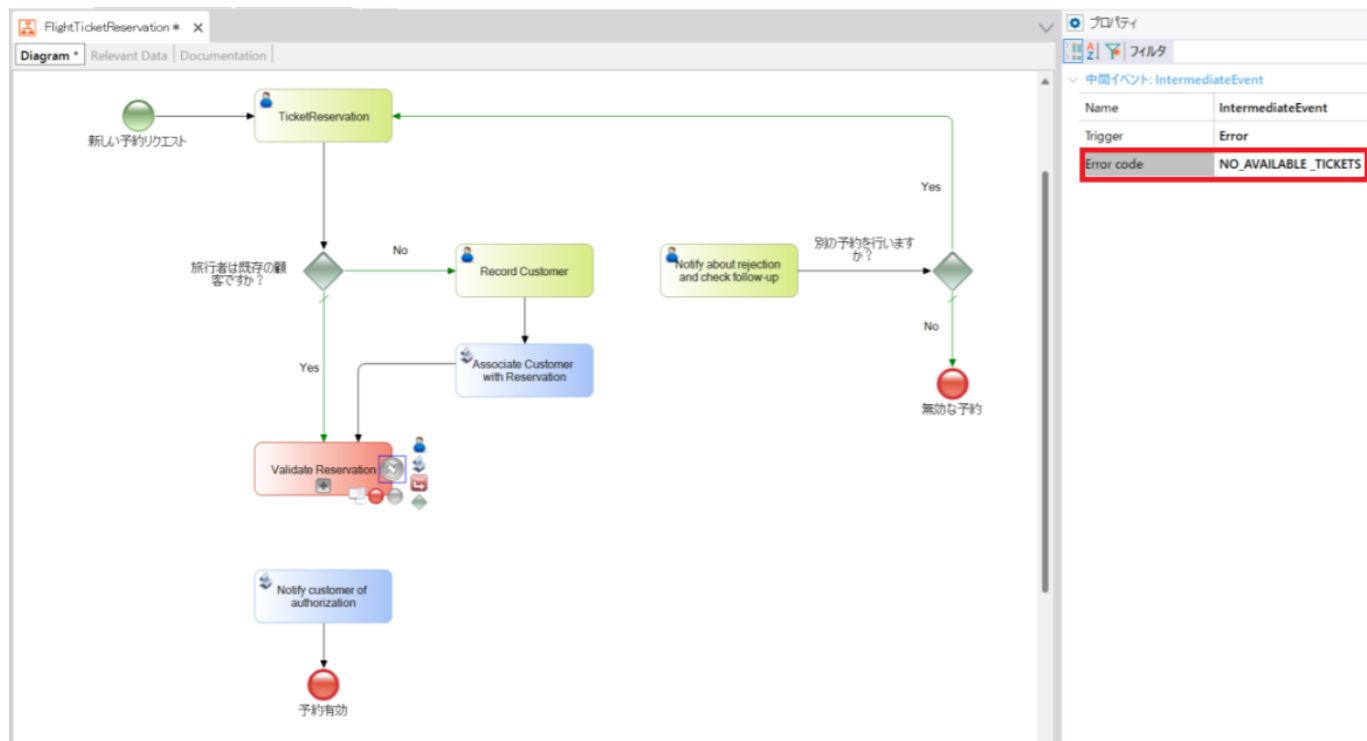 FlightTicketReservation *
プロパティ
Diagram *
Relevant Data
Documentation
フィルタ
中間イベント: IntermediateEvent
Name
IntermediateEvent
Trigger
Error
Error code
NO_AVAILABLE _TICKETS
TicketReservation
新しい予約リクエスト
Yes
旅行者は既存の顧
客ですか？
No
Record Customer
Notify about rejection
and check follow-up
別の予約を行います
か？
No
Yes
Associate Customer
with Reservation
無効な予約
Validate Reservation
Notify customer of
authorization
予約有効